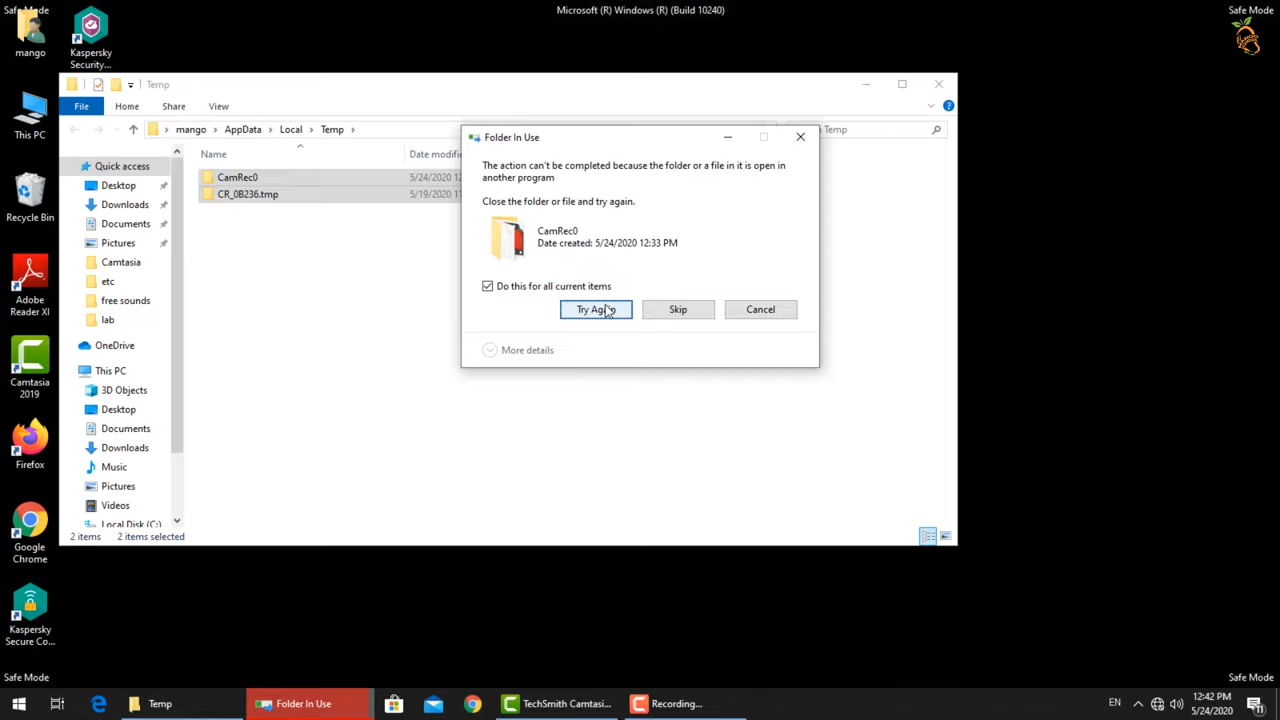 Safe Mode
Microsoft (R) Windows (R) (Build 10240)
Safe Mode
mango
Kaspersky
Security...
This PC
Recycle Bin
Adobe
Reader XI
Camtasia
2019
Firefox
Google
Chrome
Kaspersky
Secure Co...
Temp
File
Home
Share
View
mango
AppData
Local
Temp
Temp
Name
Date modifi
CamRec0
5/24/2020 12
CR_0B236.tmp
5/19/2020 1
Quick access
Desktop
Downloads
Documents
Pictures
Camtasia
etc
free sounds
lab
OneDrive
This PC
3D Objects
Desktop
Documents
Downloads
Music
Pictures
Videos
Local Disk (C:)
2 items
2 items selected
Folder In Use
The action can't be completed because the folder or a file in it is open in
another program
Close the folder or file and try again.
CamRec0
Date created: 5/24/2020 12:33 PM
Do this for all current items
Try Again
Skip
Cancel
More details
Safe Mode
Safe Mode
Temp
Folder In Use
TechSmith Camtasi...
Recording...
EN
12:42 PM
5/24/2020
11